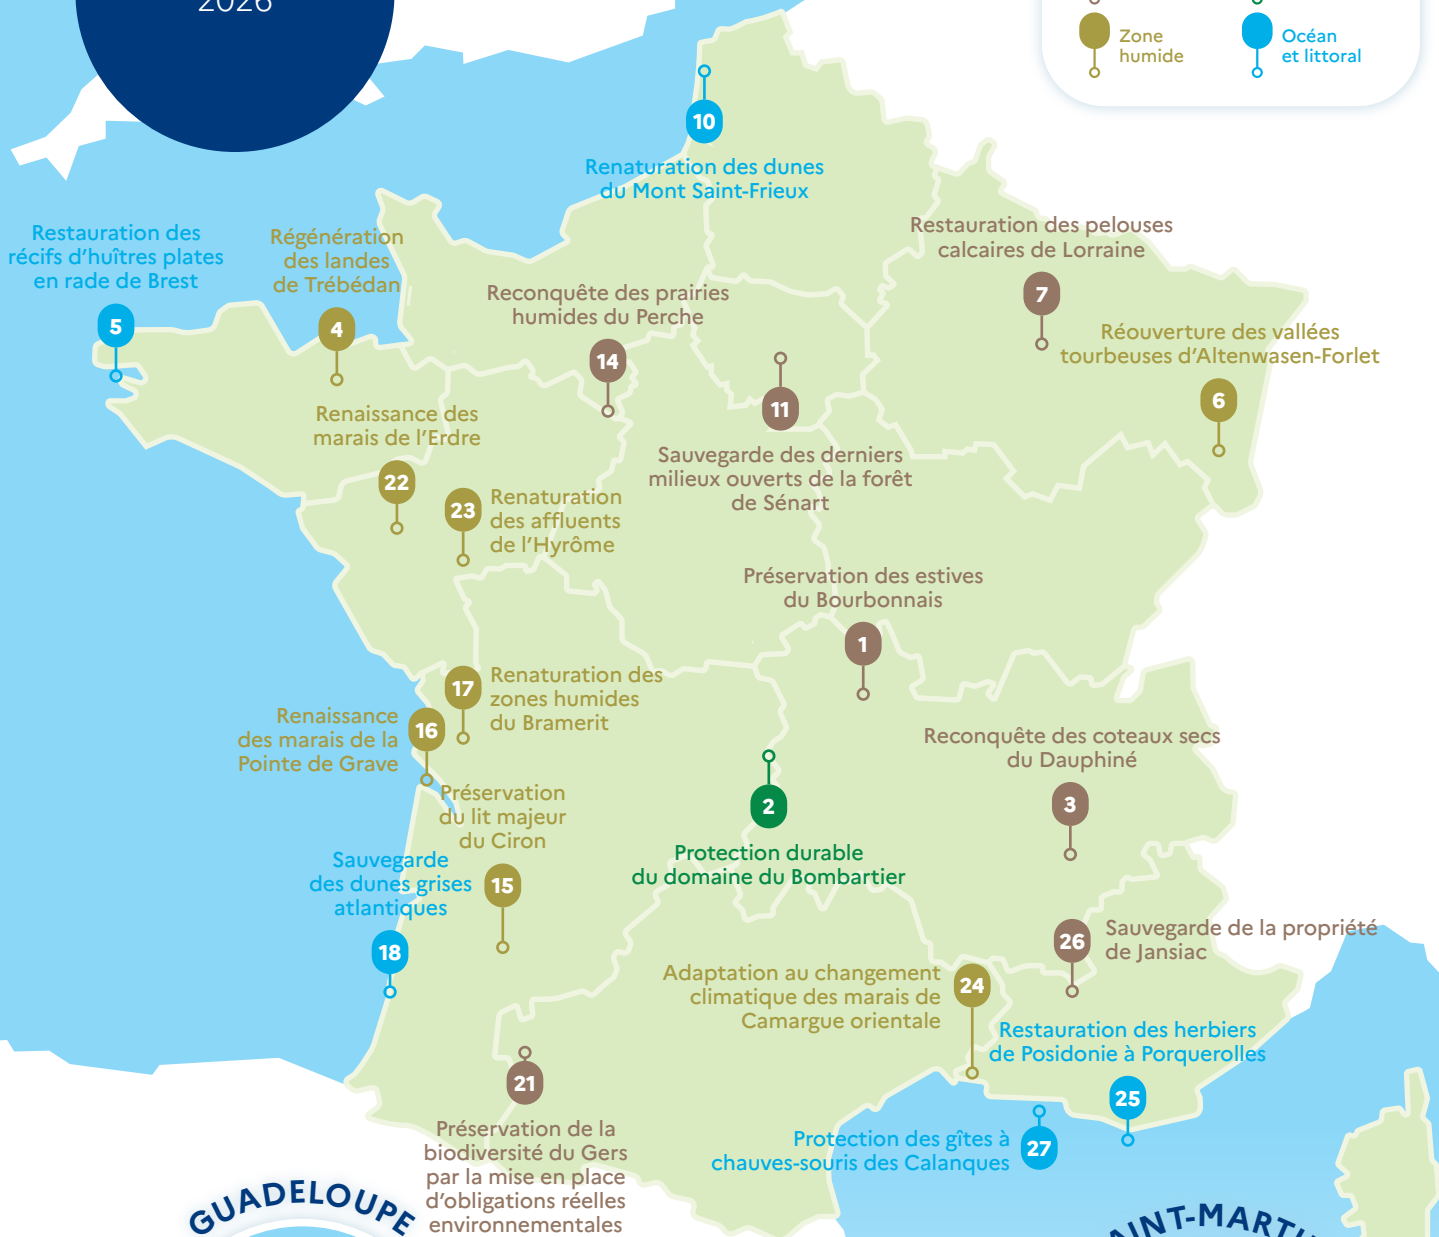 2026
Zone
humide
Océan
et littoral
10
Renaturation des dunes
du Mont Saint-Frieux
Restauration des
récifs d'huîtres plates
en rade de Brest
5
Régénération
des landes
de Trébédan
4
Restauration des pelouses
calcaires de Lorraine
7
Reconquête des prairies
humides du Perche
14
Réouverture des vallées
tourbeuses d'Altenwasen-Forlet
6
11
Sauvegarde des derniers
milieux ouverts de la forêt
de Sénart
Renaissance des
marais de l'Erdre
22
23
Renaturation
des affluents
de l'Hyrôme
Préservation des estives
du Bourbonnais
1
17
Renaturation des
zones humides
du Bramerit
Renaissance
des marais de la
Pointe de Grave
16
Reconquête des coteaux secs
du Dauphiné
3
2
Protection durable
du domaine du Bombartier
Préservation
du lit majeur
du Ciron
15
Sauvegarde
des dunes grises
atlantiques
18
26
Sauvegarde de la propriété
de Jansiac
Adaptation au changement
climatique des marais de
Camargue orientale
24
Restauration des herbiers
de Posidonie à Porquerolles
25
21
Préservation de la
biodiversité du Gers
par la mise en place
d'obligations réelles
environnementales
Protection des gîtes à
chauves-souris des Calanques
27
GUADELOUPE
AINT-MARTI